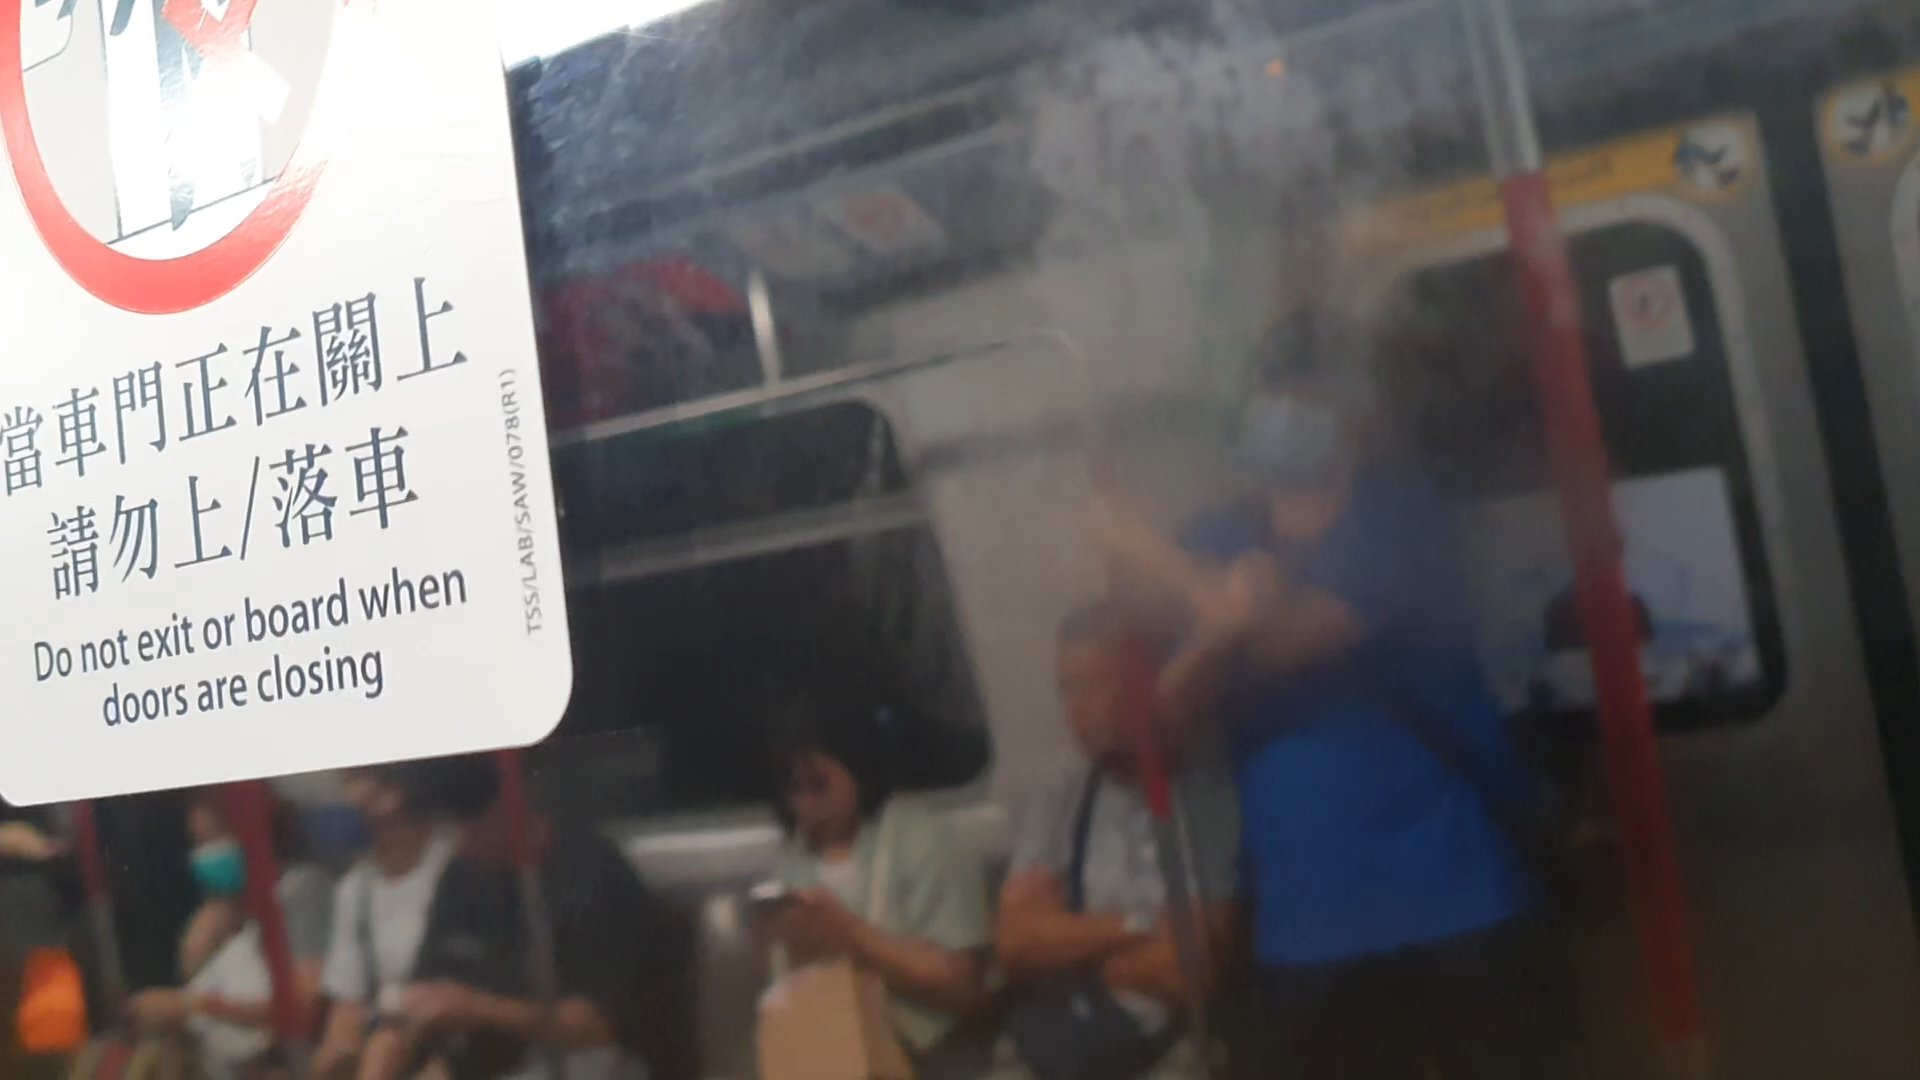 當車門正在關上
請勿上/落車
Do not exit or board when
doors are closing
TSS/LAB/SAW/078(R1)